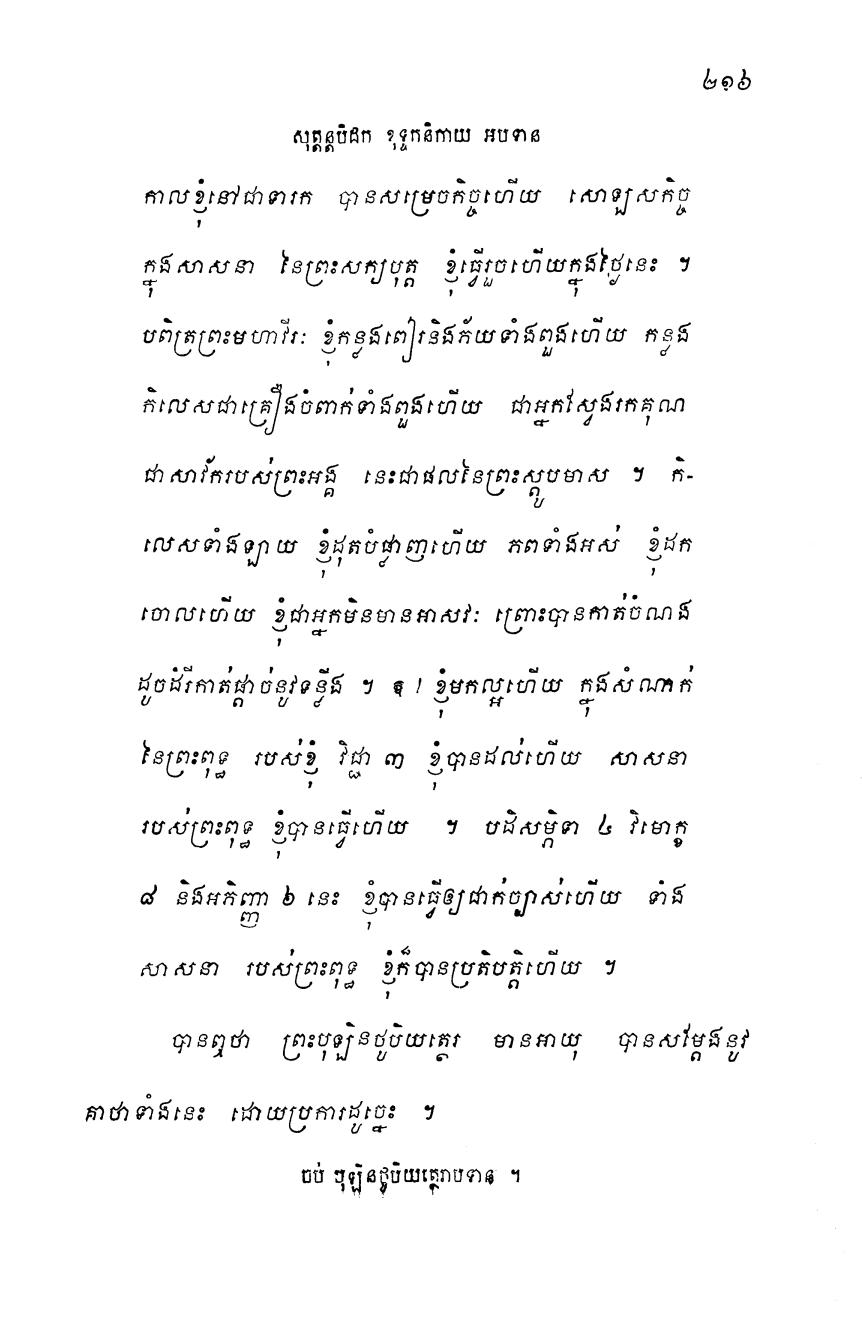 ២១៦
សុត្តន្តបិដក ខុទ្ទកនិកាយ អបទាន
កាលខ្ញុំនៅជាទារក បានសម្រេចកិច្ចហើយ សោឡសកិច្ច
ក្នុងសាសនា នៃព្រះសក្យបុត្ត ខ្ញុំធ្វើរួចហើយក្នុងថ្ងៃនេះ ។
បពិត្រព្រះមហាវីរៈ ខ្ញុំកន្លងពៀរនិងភ័យទាំងពួងហើយ កន្លង
កិលេសជាគ្រឿងចំពាក់ទាំងពួងហើយ ជាអ្នកស្វែងរកគុណ
ជាសាវ័ករបស់ព្រះអង្គ នេះជាផលនៃព្រះស្តូបមាស ។ កិ-
លេសទាំងឡាយ ខ្ញុំដុតបំផ្លាញហើយ ភពទាំងអស់ ខ្ញុំដក
ចោលហើយ ខ្ញុំជាអ្នកមិនមានអាសវៈ ព្រោះបានកាត់ចំណង
ដូចដំរីកាត់ផ្តាច់នូវទន្លីង ។ ឱ! ខ្ញុំមកល្អហើយ ក្នុងសំណាក់
នៃព្រះពុទ្ធ របស់ខ្ញុំ វិជ្ជា ៣ ខ្ញុំបានដល់ហើយ សាសនា
របស់ព្រះពុទ្ធ ខ្ញុំបានធ្វើហើយ ។ បដិសម្ភិទា ៤ វិមោក្ខ
៨ និងអភិញ្ញា ៦ នេះ ខ្ញុំបានធ្វើឲ្យជាក់ច្បាស់ហើយ ទាំង
សាសនា របស់ព្រះពុទ្ធ ខ្ញុំក៏បានប្រតិបត្តិហើយ ។
បានឮថា ព្រះបុឡិនថូបិយត្ថេរ មានអាយុ បានសម្តែងនូវ
គាថាទាំងនេះ ដោយប្រការដូច្នេះ ។
ចប់ បុឡិនថូបិយត្ថេរាបទាន ។